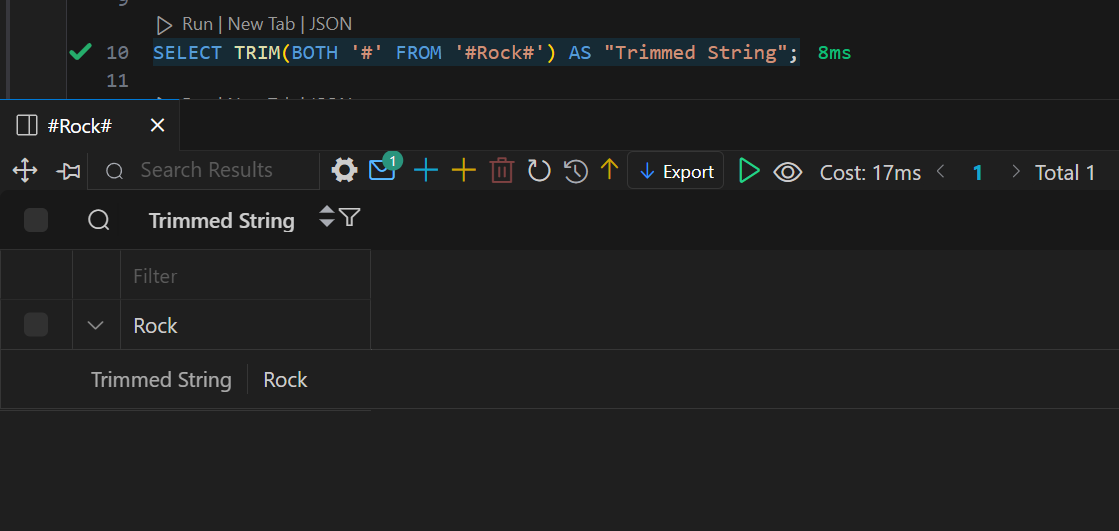 9
Run | New Tab | JSON
10 SELECT TRIM(BOTH '#' FROM '#Rock#') AS "Trimmed String"; 8ms
11
#Rock#
Search Results 1 Export Cost: 17ms 1 Total 1
Trimmed String
Filter
Rock
Trimmed String Rock